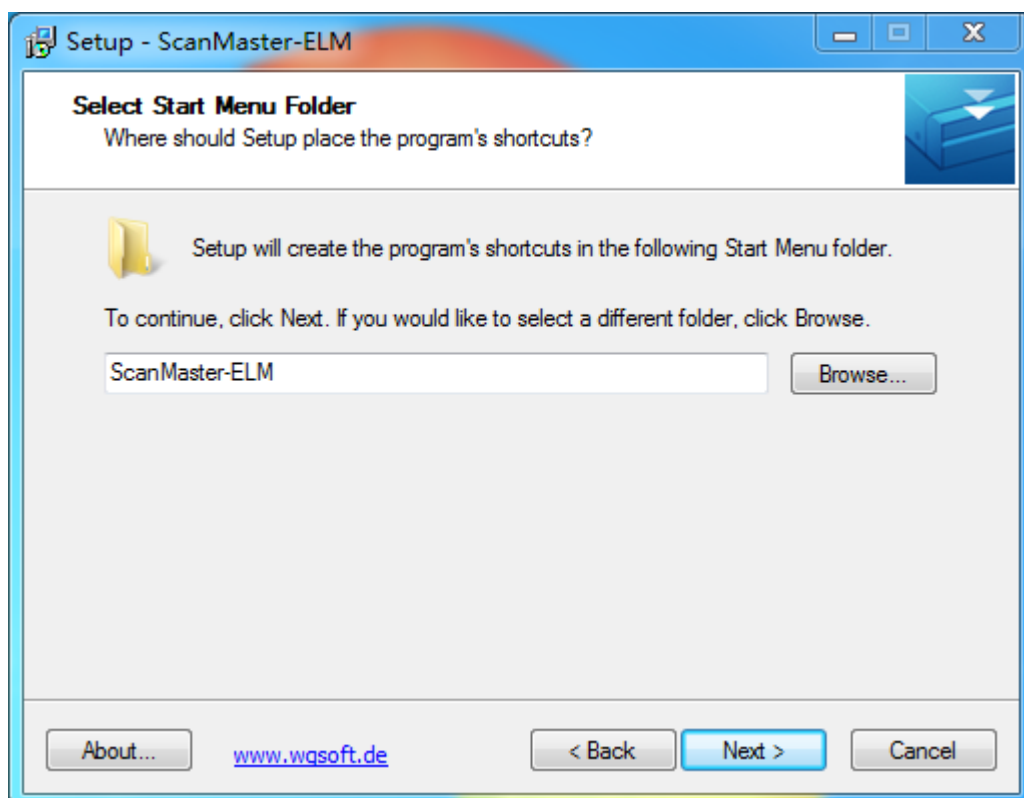 Setup - ScanMaster-ELM
Select Start Menu Folder
Where should Setup place the program's shortcuts?
Setup will create the program's shortcuts in the following Start Menu folder.
To continue, click Next. If you would like to select a different folder, click Browse.
ScanMaster-ELM
Browse...
About...
www.wgsoft.de
< Back
Next >
Cancel